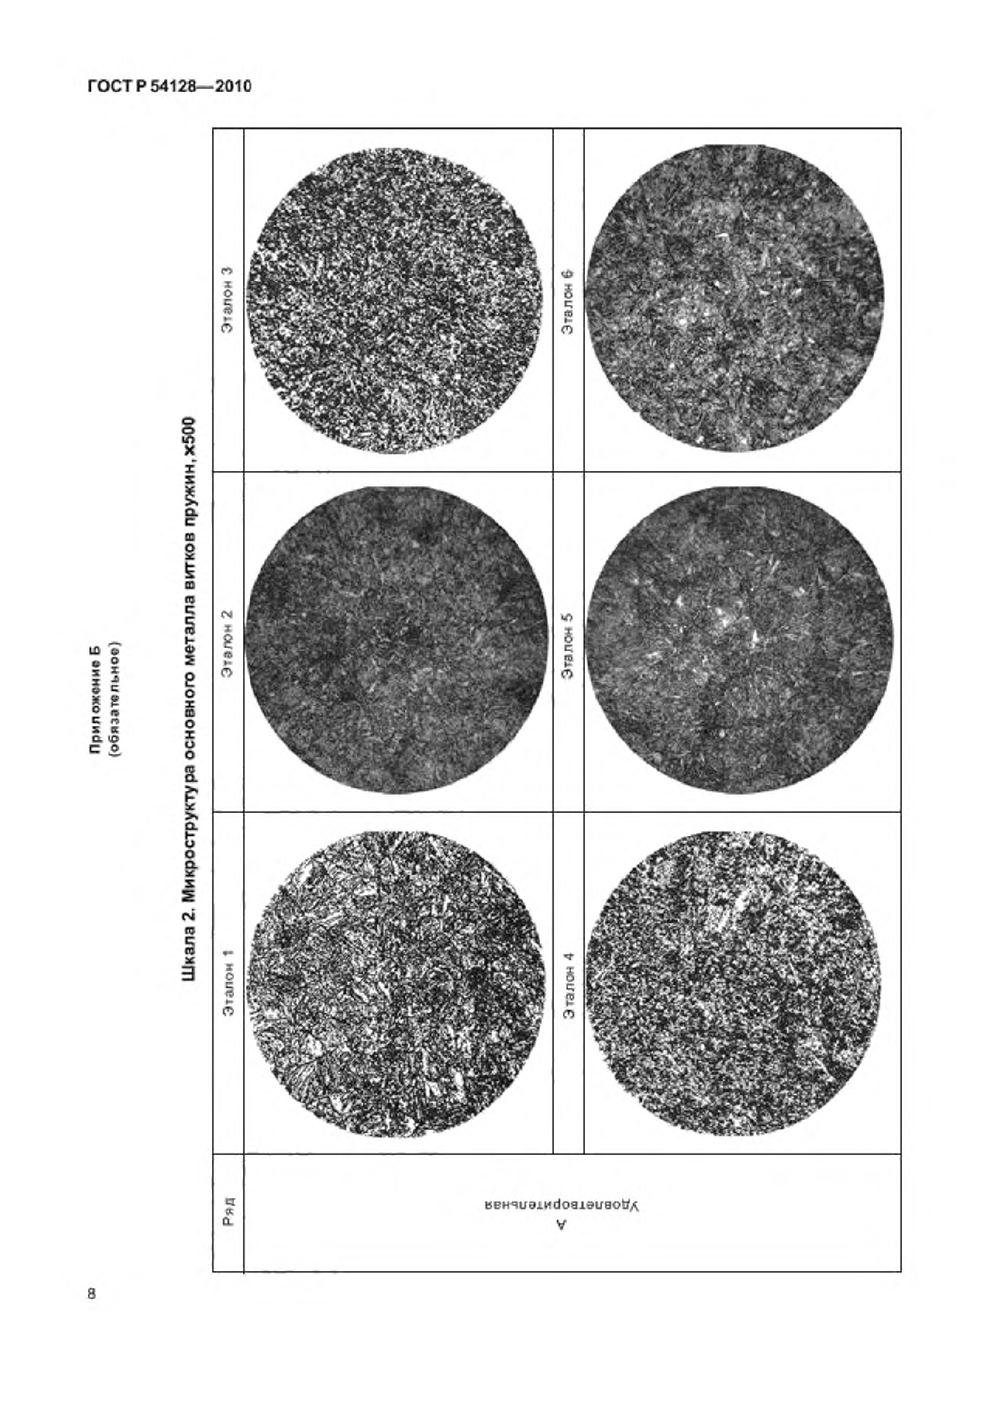 ГОСТ Р 54128—2010
Приложение Б
(обязательное)
Шкала 2. Микроструктура основного металла витков пружин, х500
Ряд
Эталон 1
Эталон 2
Эталон 3
А
Удовлетворительная
Эталон 4
Эталон 5
Эталон 6
8